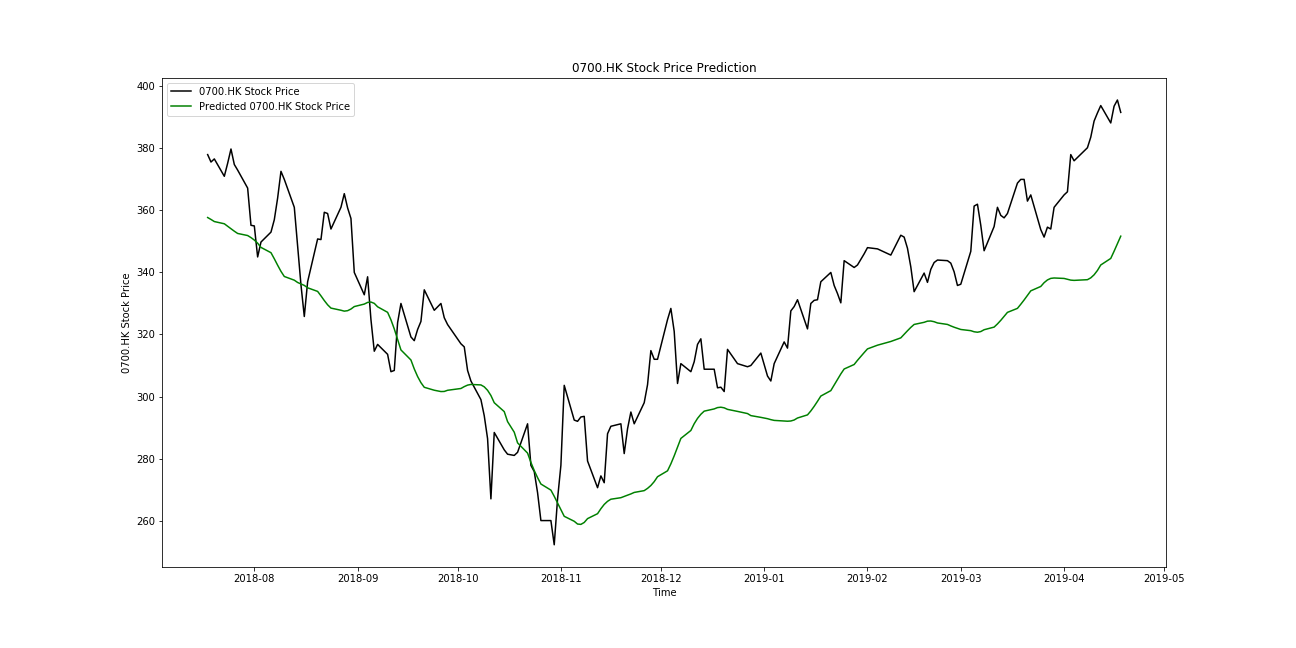 0700.HK Stock Price Prediction
0700.HK Stock Price
Predicted 0700.HK Stock Price
0700.HK Stock Price
400
380
360
340
320
300
280
260
2018-08 2018-09 2018-10 2018-11 2018-12 2019-01 2019-02 2019-03 2019-04 2019-05
Time